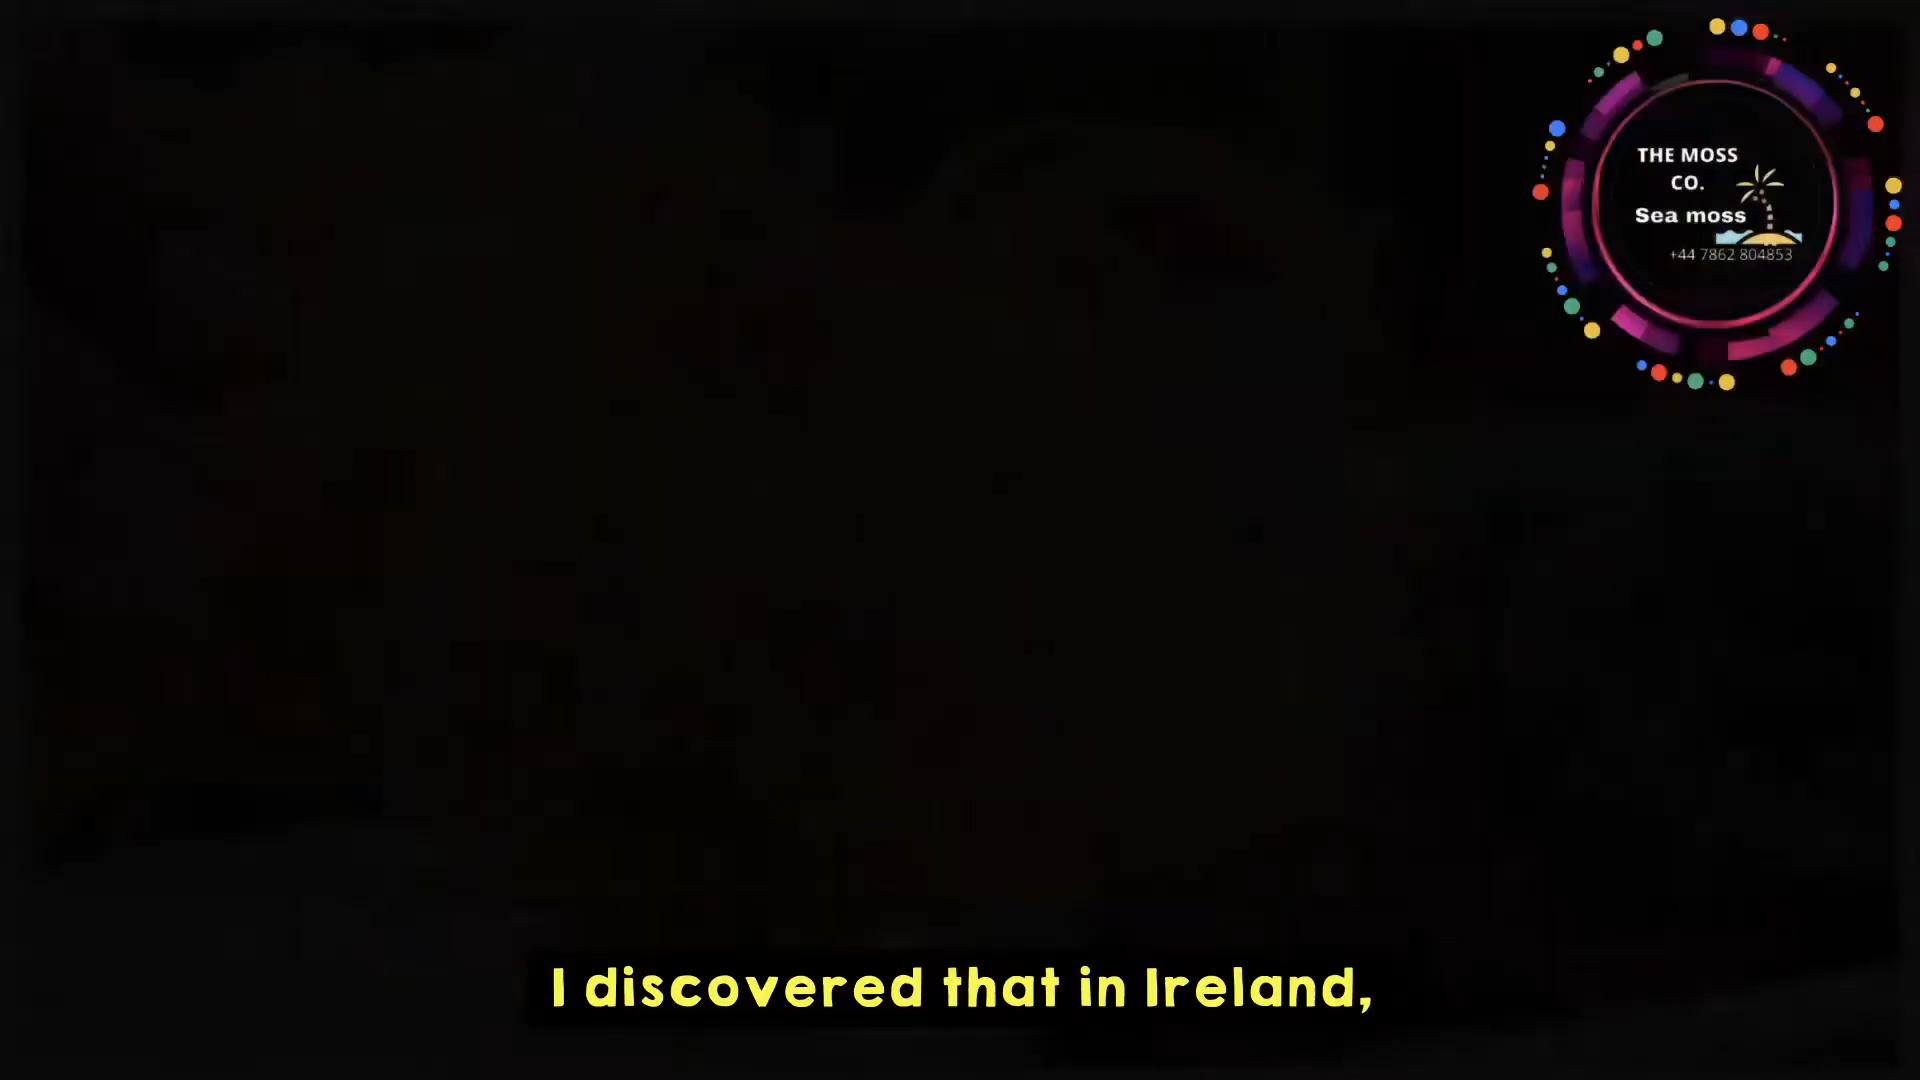 THE MOSS
CO.
Sea moss
+44 7862 804853
I discovered that in Ireland,